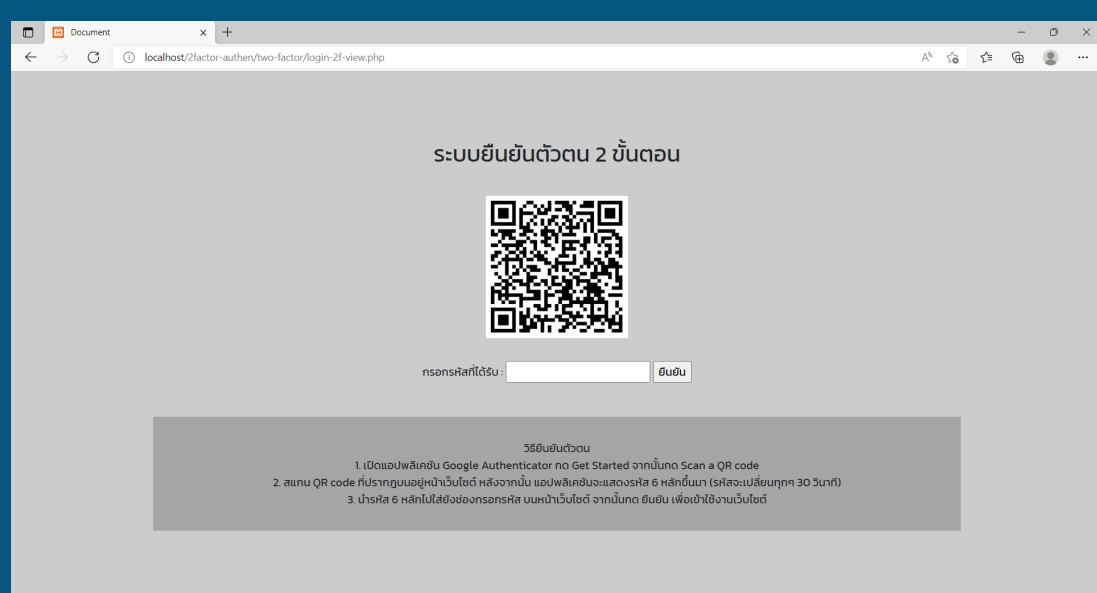 Document
localhost/2factor-authen/two-factor/login-2f-view.php
ระบบยืนยันตัวตน 2 ขั้นตอน
กรอกรหัสที่ได้รับ : ยืนยัน
วิธียืนยันตัวตน
1. เปิดแอปพลิเคชัน Google Authenticator กด Get Started จากนั้นกด Scan a QR code
2. สแกน QR code ที่ปรากฏบนอยู่หน้าเว็บไซต์ หลังจากนั้น แอปพลิเคชันจะแสดงรหัส 6 หลักขึ้นมา (รหัสจะเปลี่ยนทุกๆ 30 วินาที)
3. นำรหัส 6 หลักไปใส่ยังช่องกรอกรหัส บนหน้าเว็บไซต์ จากนั้นกด ยืนยัน เพื่อเข้าใช้งานเว็บไซต์